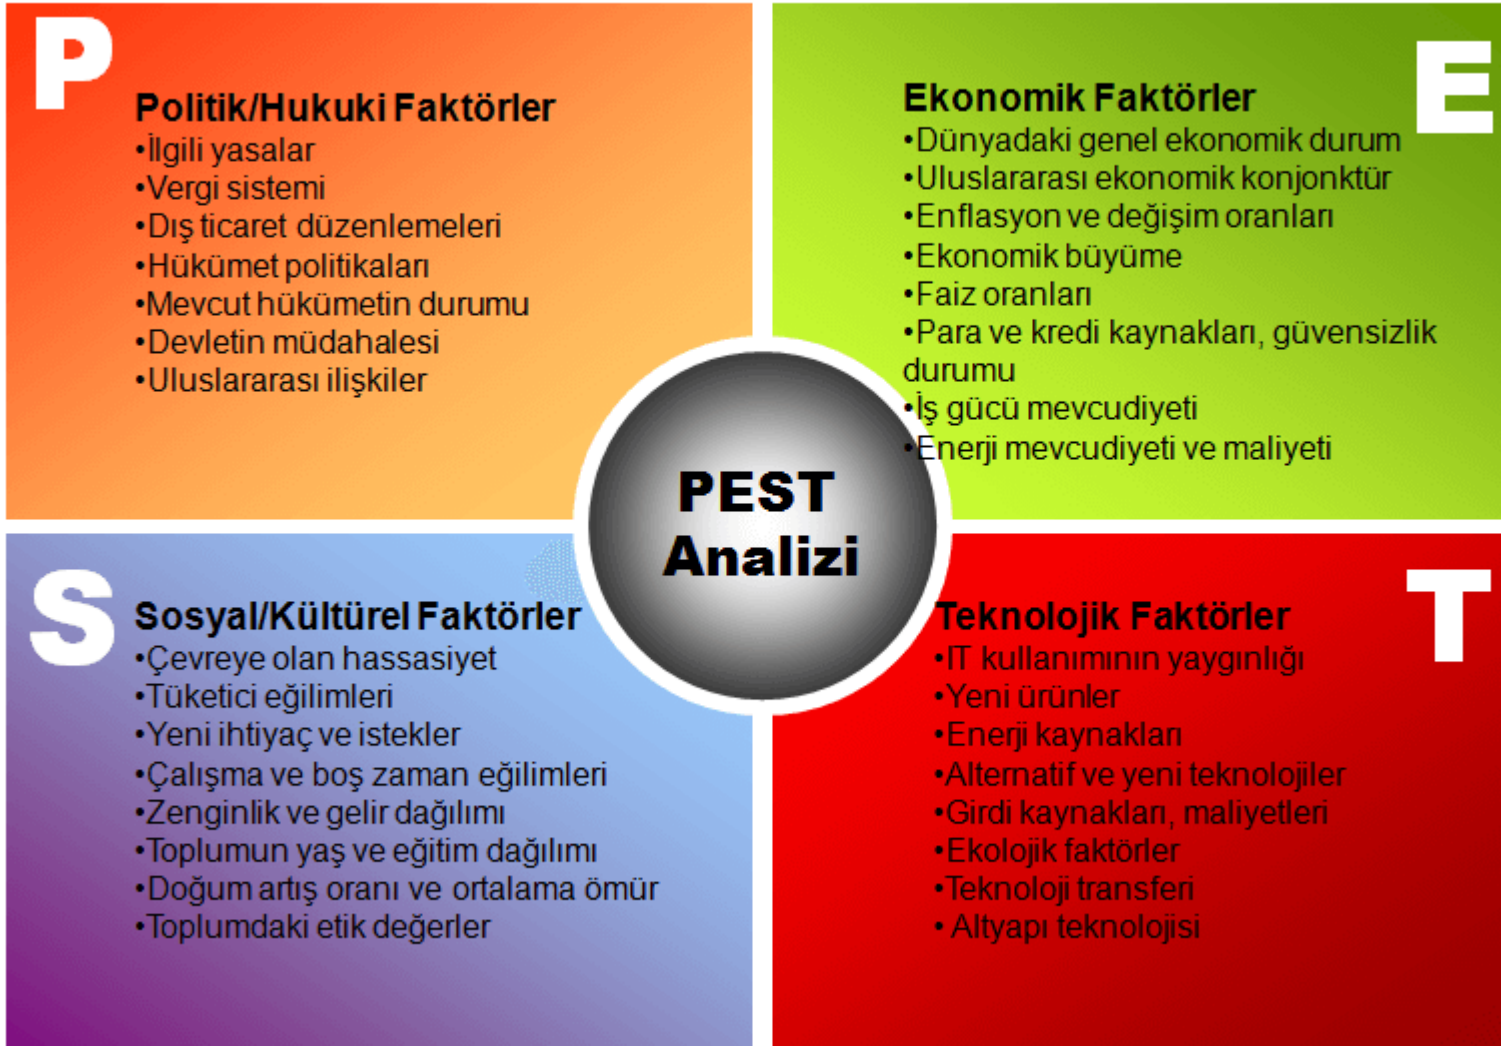 P
Politik/Hukuki Faktörler
•İlgili yasalar
•Vergi sistemi
•Dış ticaret düzenlemeleri
•Hükümet politikaları
•Mevcut hükümetin durumu
•Devletin müdahalesi
•Uluslararası ilişkiler
E
Ekonomik Faktörler
•Dünyadaki genel ekonomik durum
•Uluslararası ekonomik konjonktür
•Enflasyon ve değişim oranları
•Ekonomik büyüme
•Faiz oranları
•Para ve kredi kaynakları, güvensizlik
durumu
•İş gücü mevcudiyeti
•Enerji mevcudiyeti ve maliyeti
PEST
Analizi
S
Sosyal/Kültürel Faktörler
•Çevreye olan hassasiyet
•Tüketici eğilimleri
•Yeni ihtiyaç ve istekler
•Çalışma ve boş zaman eğilimleri
•Zenginlik ve gelir dağılımı
•Toplumun yaş ve eğitim dağılımı
•Doğum artış oranı ve ortalama ömür
•Toplumdaki etik değerler
T
Teknolojik Faktörler
•IT kullanımının yaygınlığı
•Yeni ürünler
•Enerji kaynakları
•Alternatif ve yeni teknolojiler
•Girdi kaynakları, maliyetleri
•Ekolojik faktörler
•Teknoloji transferi
• Altyapı teknolojisi